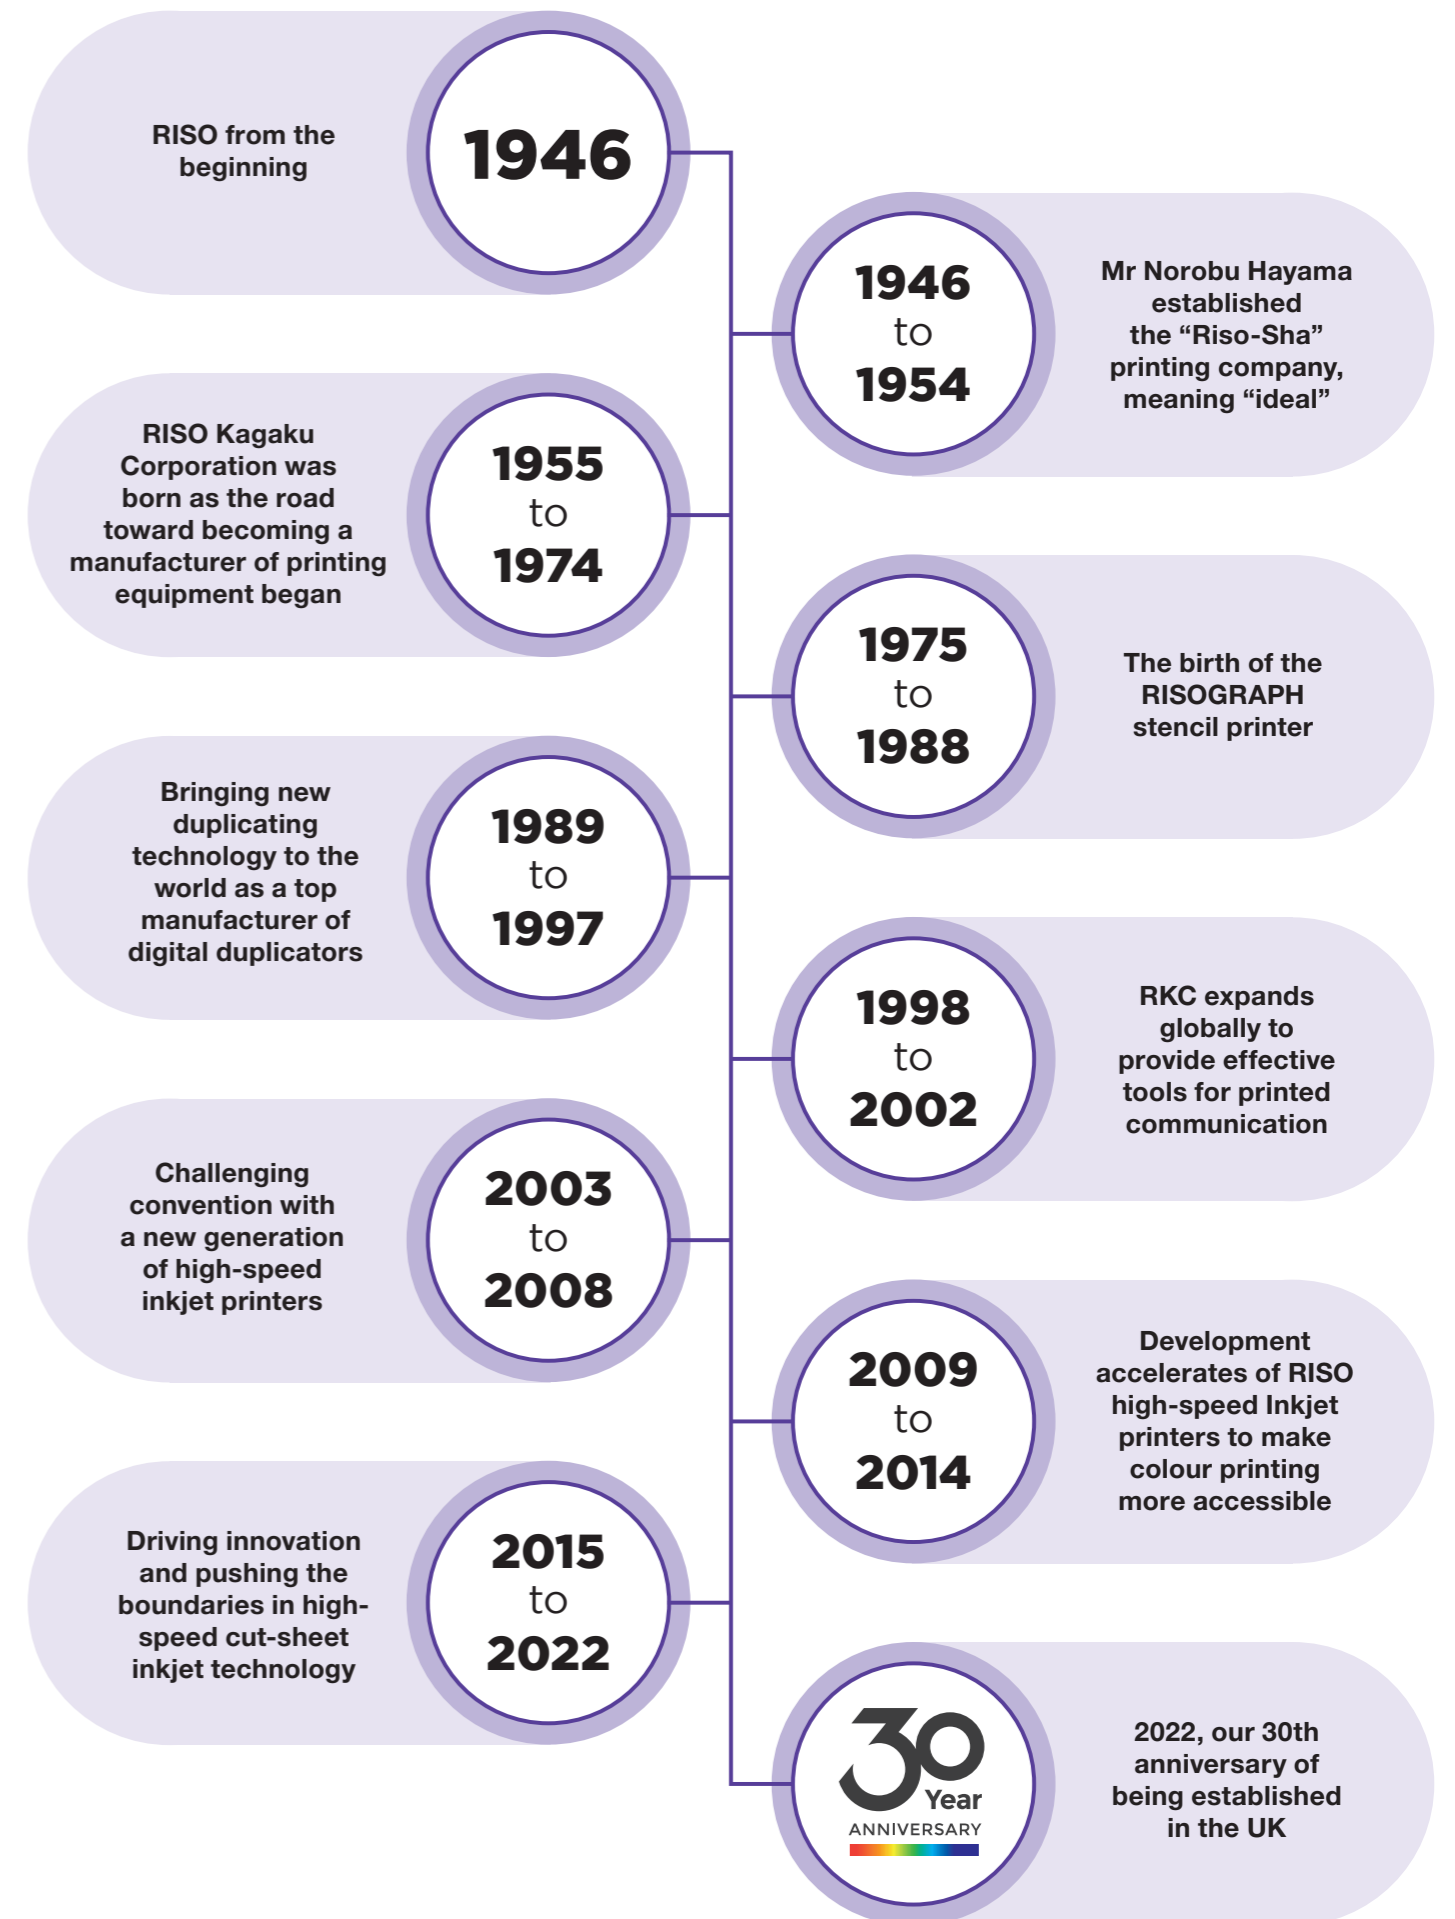 RISO from the
beginning
1946
1946
to
1954
Mr Norobu Hayama
established
the “Riso-Sha”
printing company,
meaning “ideal”
RISO Kagaku
Corporation was
born as the road
toward becoming a
manufacturer of printing
equipment began
1955
to
1974
1975
to
1988
The birth of the
RISOGRAPH
stencil printer
Bringing new
duplicating
technology to the
world as a top
manufacturer of
digital duplicators
1989
to
1997
1998
to
2002
RKC expands
globally to
provide effective
tools for printed
communication
Challenging
convention with
a new generation
of high-speed
inkjet printers
2003
to
2008
2009
to
2014
Development
accelerates of RISO
high-speed Inkjet
printers to make
colour printing
more accessible
Driving innovation
and pushing the
boundaries in high-
speed cut-sheet
inkjet technology
2015
to
2022
30
Year
ANNIVERSARY
2022, our 30th
anniversary of
being established
in the UK